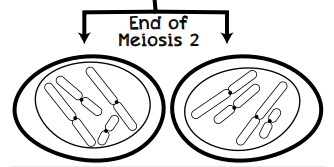 End of
Meiosis 2